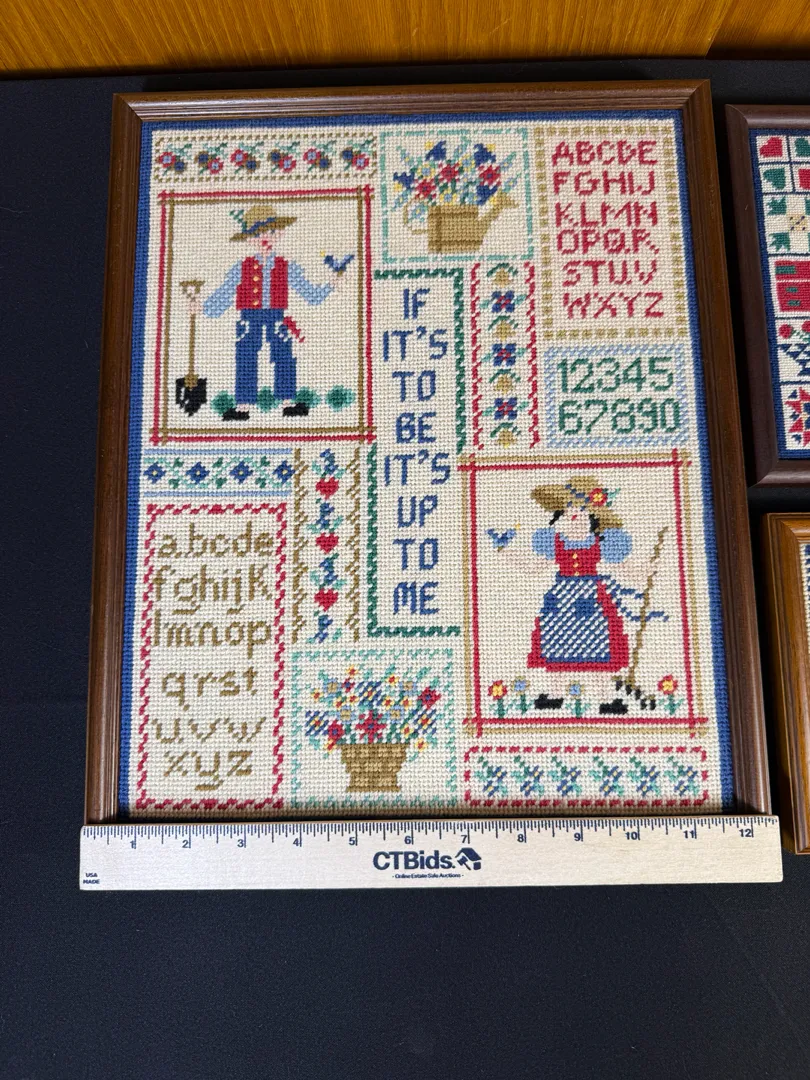 ABCDE
FGHIJ
KLMN
OPQR
STUV
WXYZ
IF
IT'S
TO
BE
IT'S
UP
TO
ME
12345
67890
abcde
fghijk
lmnop
qrst
uvw
xyz
1 2 3 4 5 6 7 8 9 10 11 12
USA
MADE
CTBids.
- Online Estate Sale Auctions -